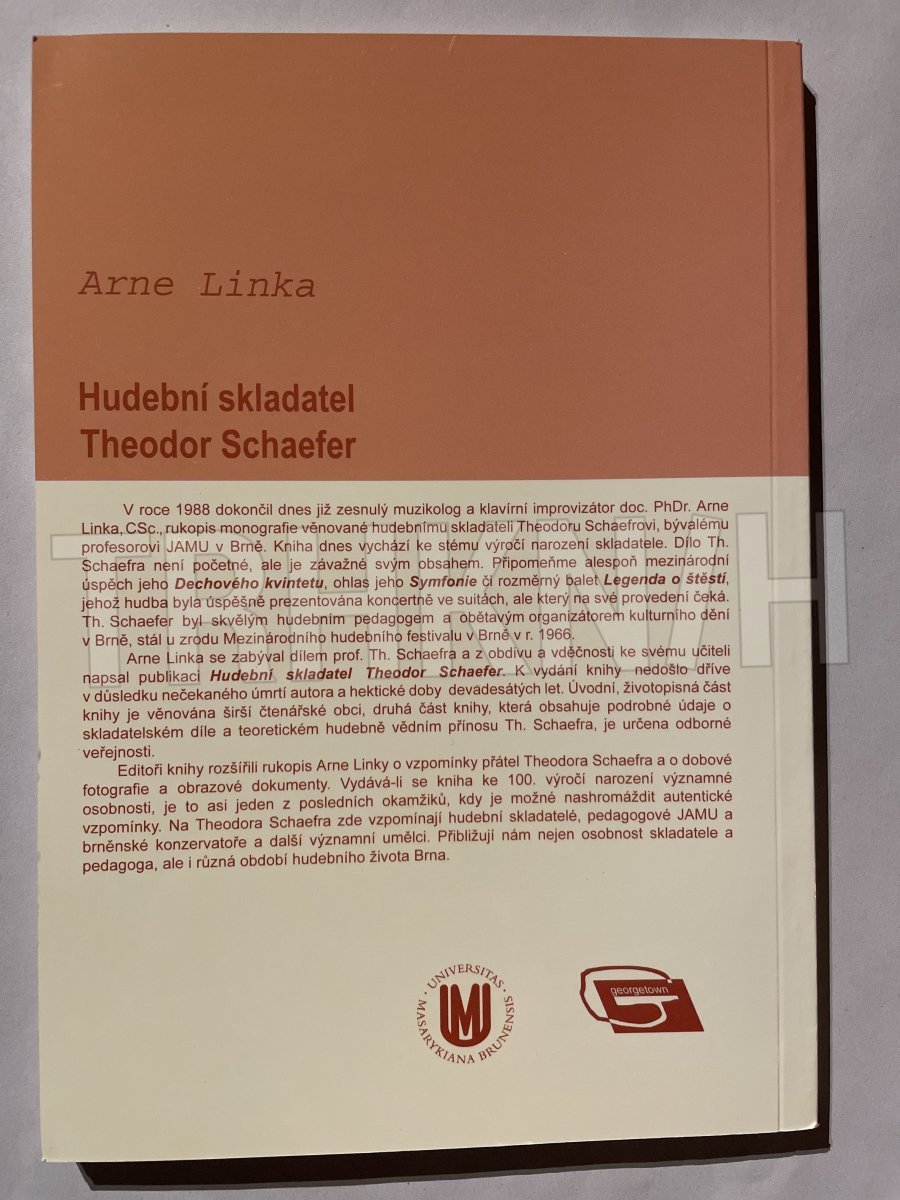 Arne Linka
Hudební skladatel
Theodor Schaefer
V roce 1988 dokončil dnes již zesnulý muzikolog a klavírní improvizátor doc. PhDr. Arne
Linka, CSc., rukopis monografie věnované hudebnímu skladateli Theodoru Schaefrovi, bývalému
profesorovi JAMU v Brně. Kniha dnes vychází ke stému výročí narození skladatele. Dílo Th.
Schaefra není početné, ale je závažné svým obsahem. Připomeňme alespoň mezinárodní
úspěch jeho Dechového kvintetu, ohlas jeho Symfonie či rozměrný balet Legenda o štěstí,
jehož hudba byla úspěšně prezentována koncertně ve suitách, ale který na své provedení čeká.
Th. Schaefer byl skvělým hudebním pedagogem a obětavým organizátorem kulturního dění
v Brně, stál u zrodu Mezinárodního hudebního festivalu v Brně v r. 1966.
Arne Linka se zabýval dílem prof. Th. Schaefra a z obdivu a vděčnosti ke svému učiteli
napsal publikaci Hudební skladatel Theodor Schaefer. K vydání knihy nedošlo dříve
v důsledku nečekaného úmrtí autora a hektické doby devadesátých let. Úvodní, životopisná část
knihy je věnována širší čtenářské obci, druhá část knihy, která obsahuje podrobné údaje o
skladatelském díle a teoretickém hudebně vědním přínosu Th. Schaefra, je určena odborné
veřejnosti.
Editoři knihy rozšířili rukopis Arne Linky o vzpomínky přátel Theodora Schaefra a o dobové
fotografie a obrazové dokumenty. Vydává-li se kniha ke 100. výročí narození významné
osobnosti, je to asi jeden z posledních okamžiků, kdy je možné nashromáždit autentické
vzpomínky. Na Theodora Schaefra zde vzpomínají hudební skladatelé, pedagogové JAMU a
brněnské konzervatoře a další významní umělci. Přibližují nám nejen osobnost skladatele a
pedagoga, ale i různá období hudebního života Brna.
TRHKNIH
· UNIVERSITAS ·
MASARYKIANA BRUNENSIS
MU
georgetown